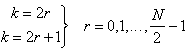 k=2r
k=2r+1} r=0,1,...,N/2-1